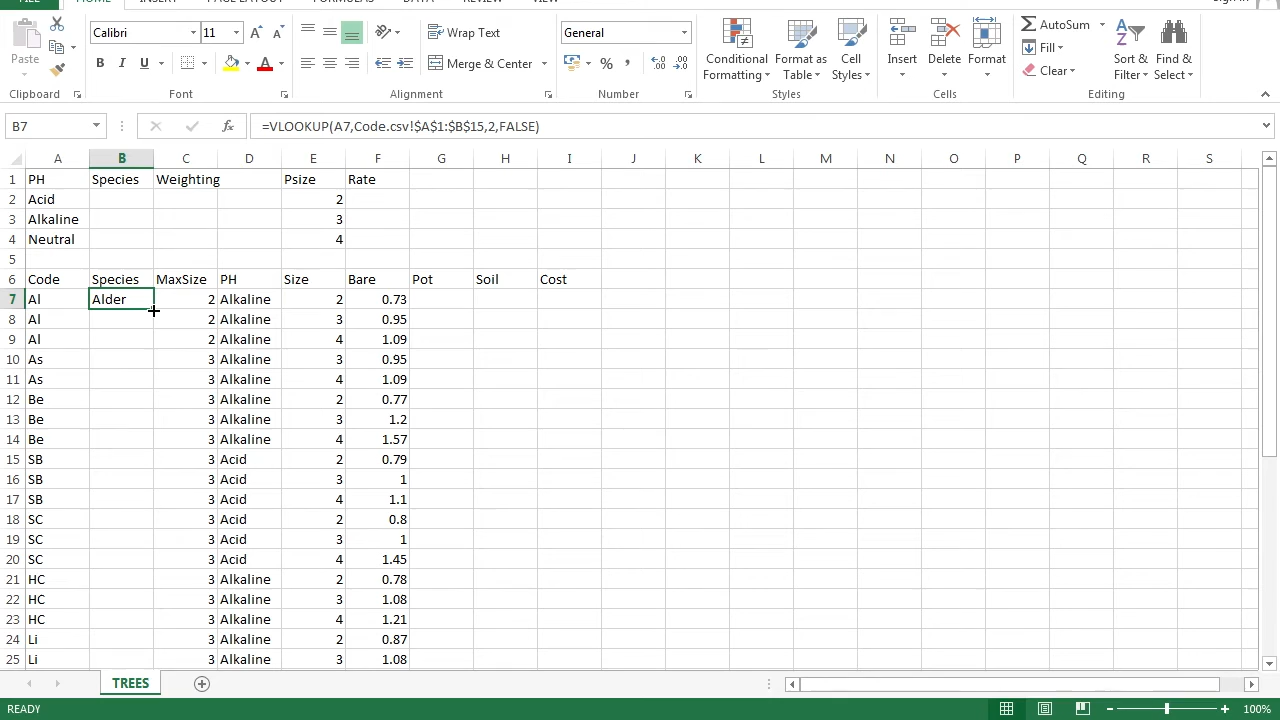 FILE HOME INSERT PAGE LAYOUT FORMULAS DATA REVIEW VIEW Sign in
Calibri 11 Wrap Text General AutoSum
Paste B I U Merge & Center % Conditional Formatting Format as Table Cell Styles Insert Delete Format Fill Clear Sort & Filter Find & Select
Clipboard Font Alignment Number Styles Cells Editing
B7 fx =VLOOKUP(A7,Code.csv!$A$1:$B$15,2,FALSE)
A B C D E F G H I J K L M N O P Q R S
1 PH Species Weighting Psize Rate
2 Acid 2
3 Alkaline 3
4 Neutral 4
5
6 Code Species MaxSize PH Size Bare Pot Soil Cost
7 Al Alder 2 Alkaline 2 0.73
8 Al 2 Alkaline 3 0.95
9 Al 2 Alkaline 4 1.09
10 As 3 Alkaline 3 0.95
11 As 3 Alkaline 4 1.09
12 Be 3 Alkaline 2 0.77
13 Be 3 Alkaline 3 1.2
14 Be 3 Alkaline 4 1.57
15 SB 3 Acid 2 0.79
16 SB 3 Acid 3 1
17 SB 3 Acid 4 1.1
18 SC 3 Acid 2 0.8
19 SC 3 Acid 3 1
20 SC 3 Acid 4 1.45
21 HC 3 Alkaline 2 0.78
22 HC 3 Alkaline 3 1.08
23 HC 3 Alkaline 4 1.21
24 Li 3 Alkaline 2 0.87
25 Li 3 Alkaline 3 1.08
TREES
READY 100%